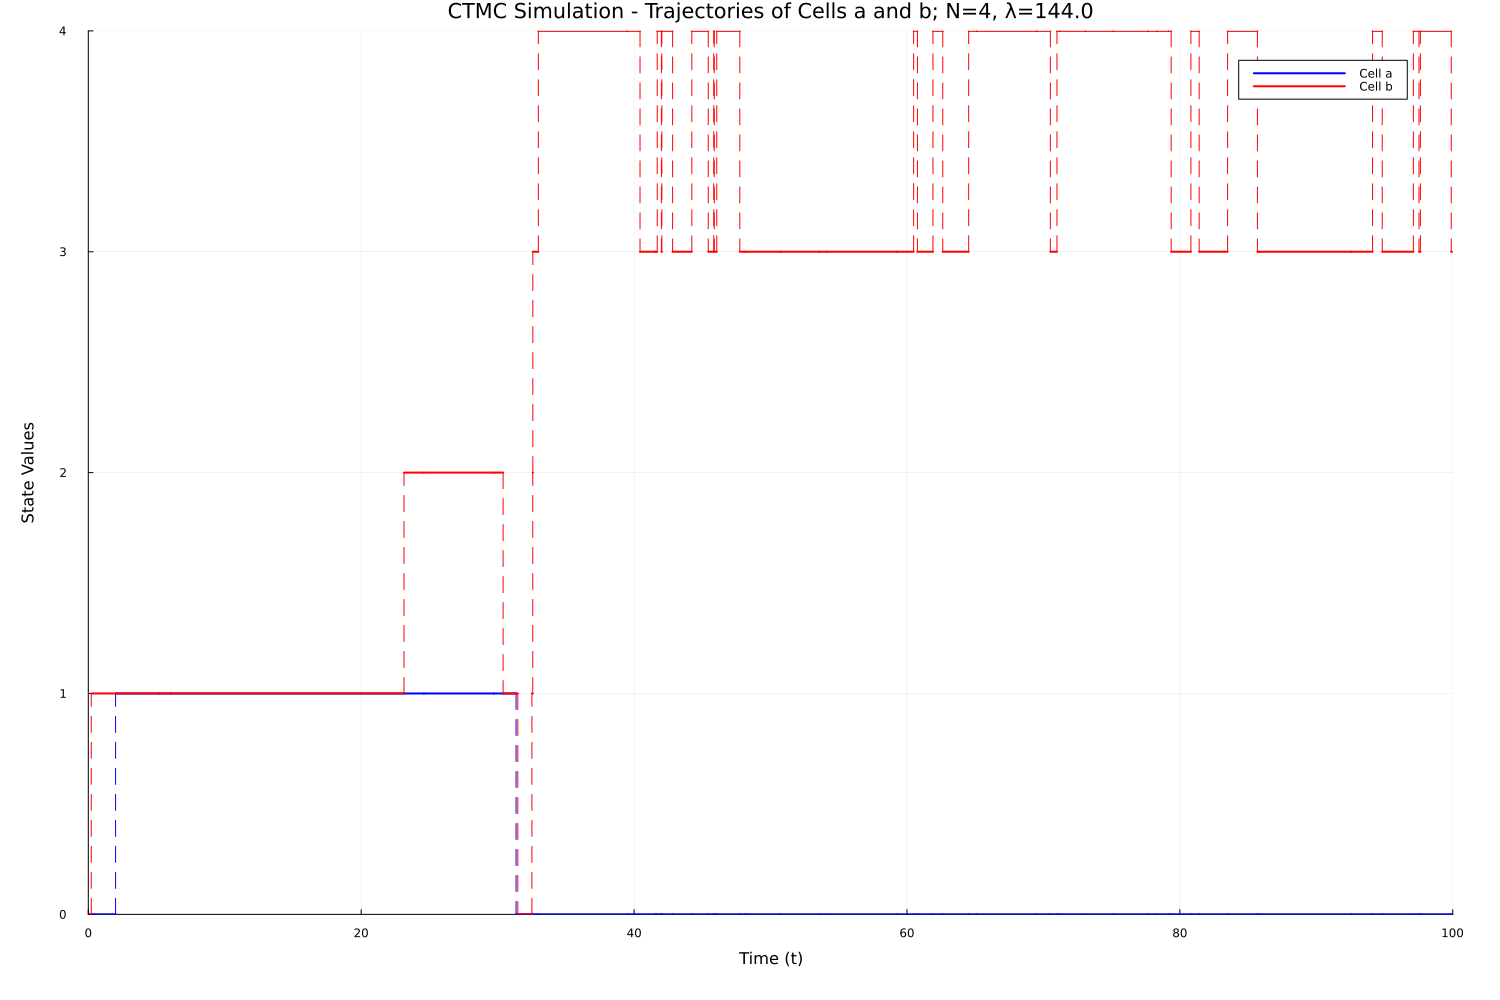 CTMC Simulation - Trajectories of Cells a and b; N=4, λ=144.0
4
Cell a
Cell b
3
State Values
2
1
0
0 20 40 60 80 100
Time (t)